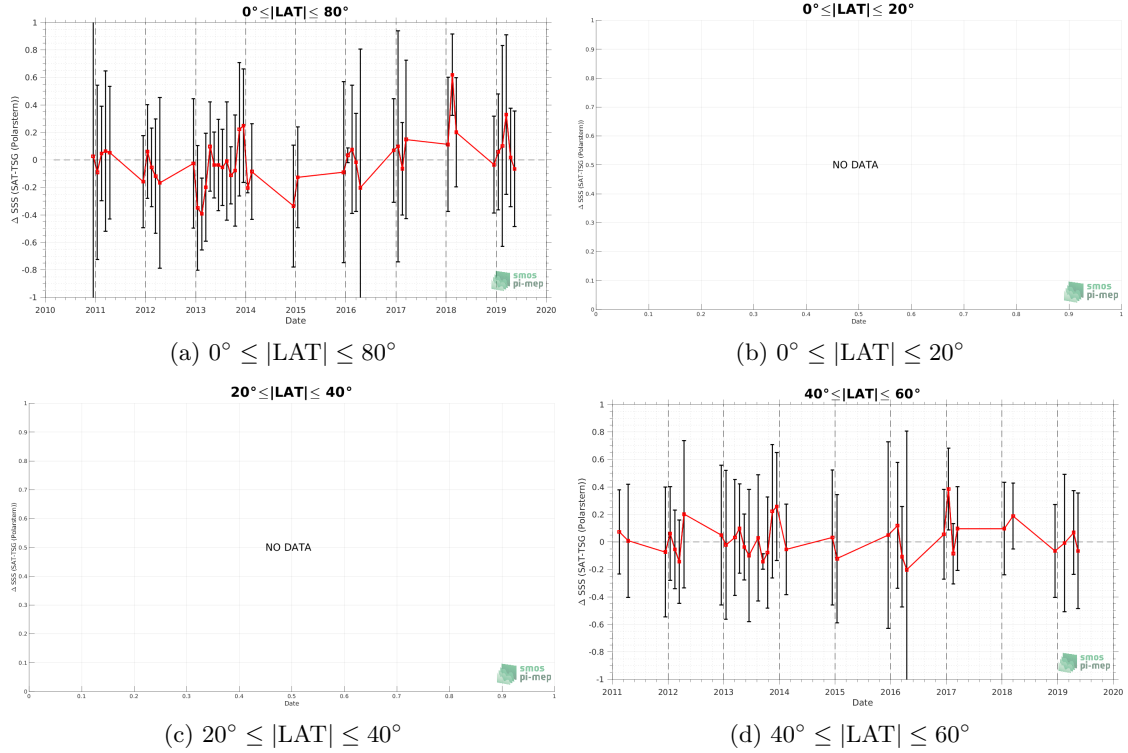 0°≤|LAT|≤ 80°
Δ SSS (SAT-TSG (Polarstern))
1
0.8
0.6
0.4
0.2
0
-0.2
-0.4
-0.6
-0.8
-1
2010 2011 2012 2013 2014 2015 2016 2017 2018 2019 2020
Date
smos
pi-mep
(a) 0° ≤ |LAT| ≤ 80°
0°≤|LAT|≤ 20°
Δ SSS (SAT-TSG (Polarstern))
1
0.9
0.8
0.7
0.6
0.5
0.4
0.3
0.2
0.1
0
NO DATA
0 0.1 0.2 0.3 0.4 0.5 0.6 0.7 0.8 0.9 1
Date
smos
pi-mep
(b) 0° ≤ |LAT| ≤ 20°
20°≤|LAT|≤ 40°
Δ SSS (SAT-TSG (Polarstern))
1
0.9
0.8
0.7
0.6
0.5
0.4
0.3
0.2
0.1
0
NO DATA
0 0.1 0.2 0.3 0.4 0.5 0.6 0.7 0.8 0.9 1
Date
smos
pi-mep
(c) 20° ≤ |LAT| ≤ 40°
40°≤|LAT|≤ 60°
Δ SSS (SAT-TSG (Polarstern))
1
0.8
0.6
0.4
0.2
0
-0.2
-0.4
-0.6
-0.8
-1
2011 2012 2013 2014 2015 2016 2017 2018 2019 2020
Date
smos
pi-mep
(d) 40° ≤ |LAT| ≤ 60°